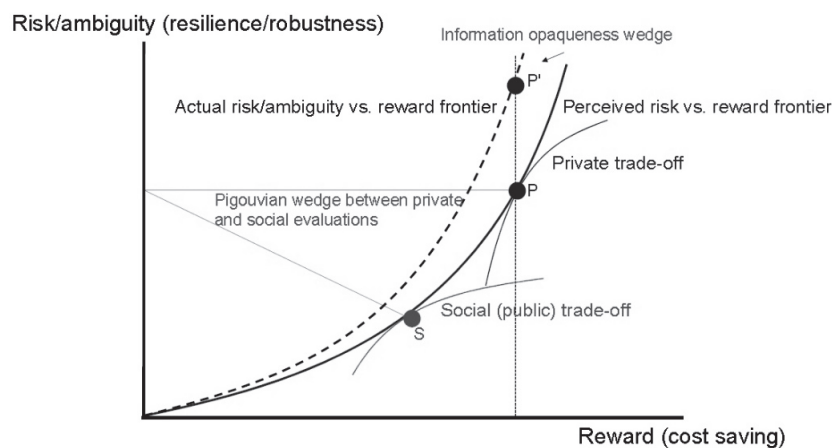 Risk/ambiguity (resilience/robustness)
Information opaqueness wedge
P'
Actual risk/ambiguity vs. reward frontier
Perceived risk vs. reward frontier
Private trade-off
P
Pigouvian wedge between private
and social evaluations
Social (public) trade-off
S
Reward (cost saving)